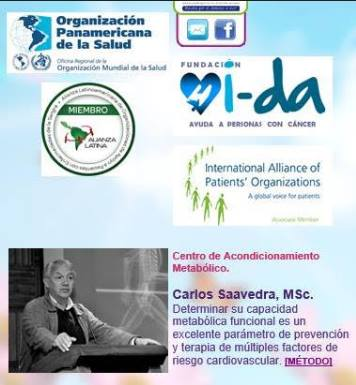 Organización
Panamericana
de la Salud
Oficina Regional de la
Organización Mundial de la Salud
f
FUNDACIÓN
Vi-da
AYUDA A PERSONAS CON CÁNCER
MIEMBRO
ALIANZA
LATINA
International Alliance of
Patients' Organizations
A global voice for patients
Associate Member
Centro de Acondicionamiento
Metabólico.
Carlos Saavedra, MSc.
Determinar su capacidad
metabólica funcional es un
excelente parámetro de prevención
y terapia de múltiples factores de
riesgo cardiovascular. [MÉTODO]